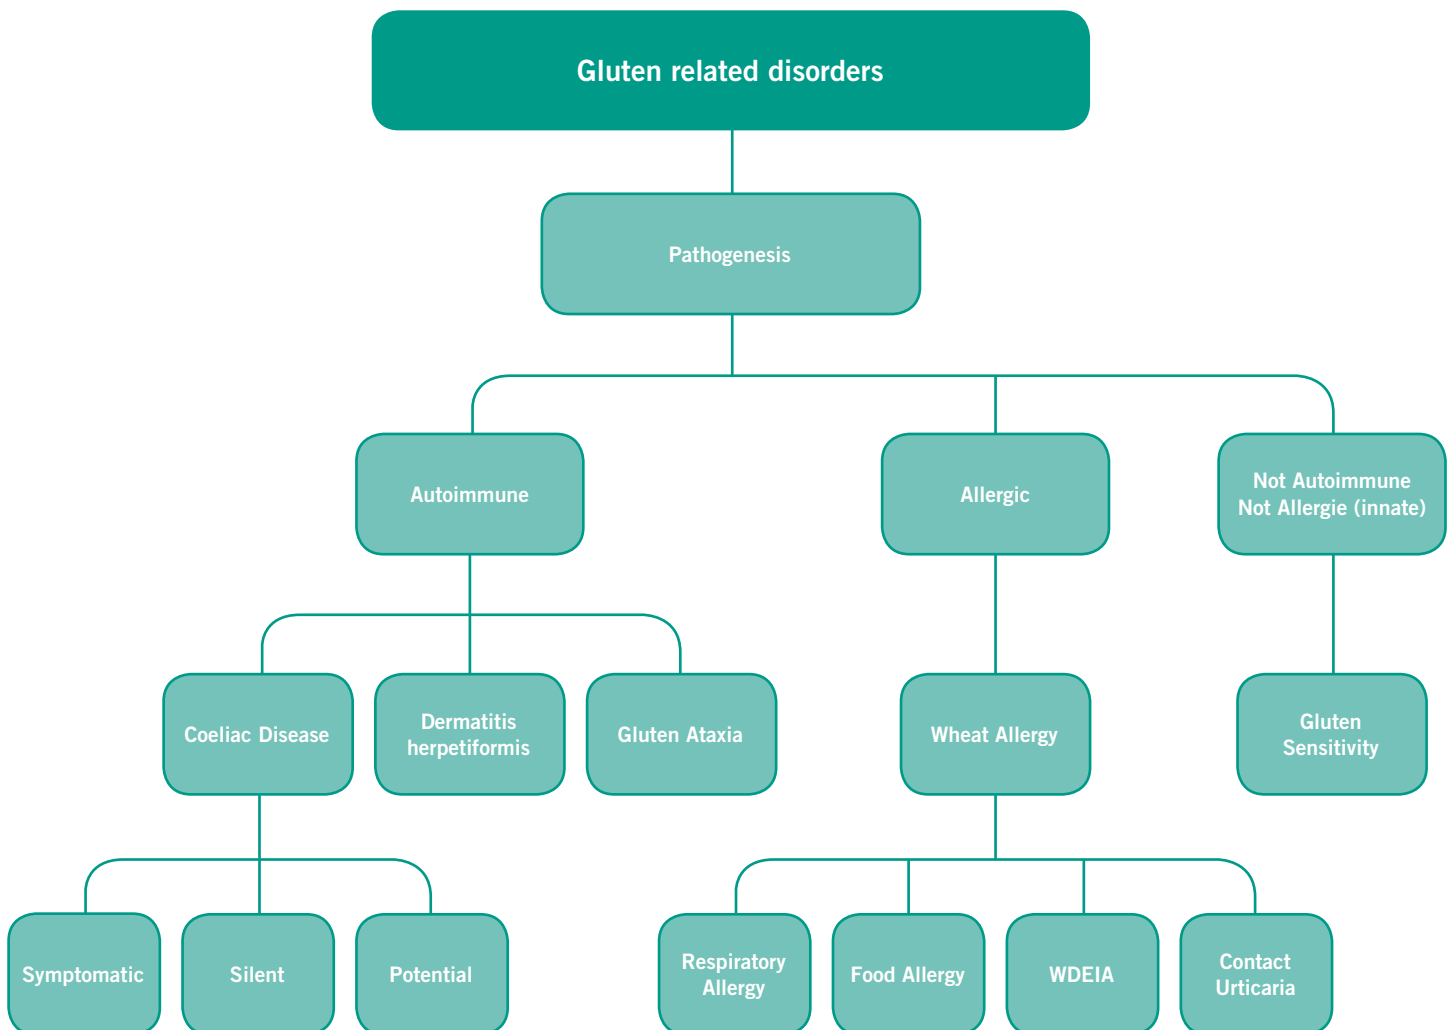 Gluten related disorders
Pathogenesis
Autoimmune
Allergic
Not Autoimmune
Not Allergie (innate)
Coeliac Disease
Dermatitis
herpetiformis
Gluten Ataxia
Wheat Allergy
Gluten
Sensitivity
Symptomatic
Silent
Potential
Respiratory
Allergy
Food Allergy
WDEIA
Contact
Urticaria